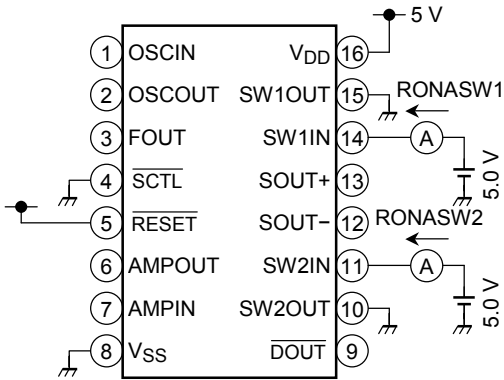 5 V
1 OSCIN VDD 16
2 OSCOUT SW1OUT 15
RONASW1
3 FOUT SW1IN 14 A
5.0 V
4 SCTL SOUT+ 13
5 RESET SOUT− 12
RONASW2
6 AMPOUT SW2IN 11 A
5.0 V
7 AMPIN SW2OUT 10
8 VSS DOUT 9